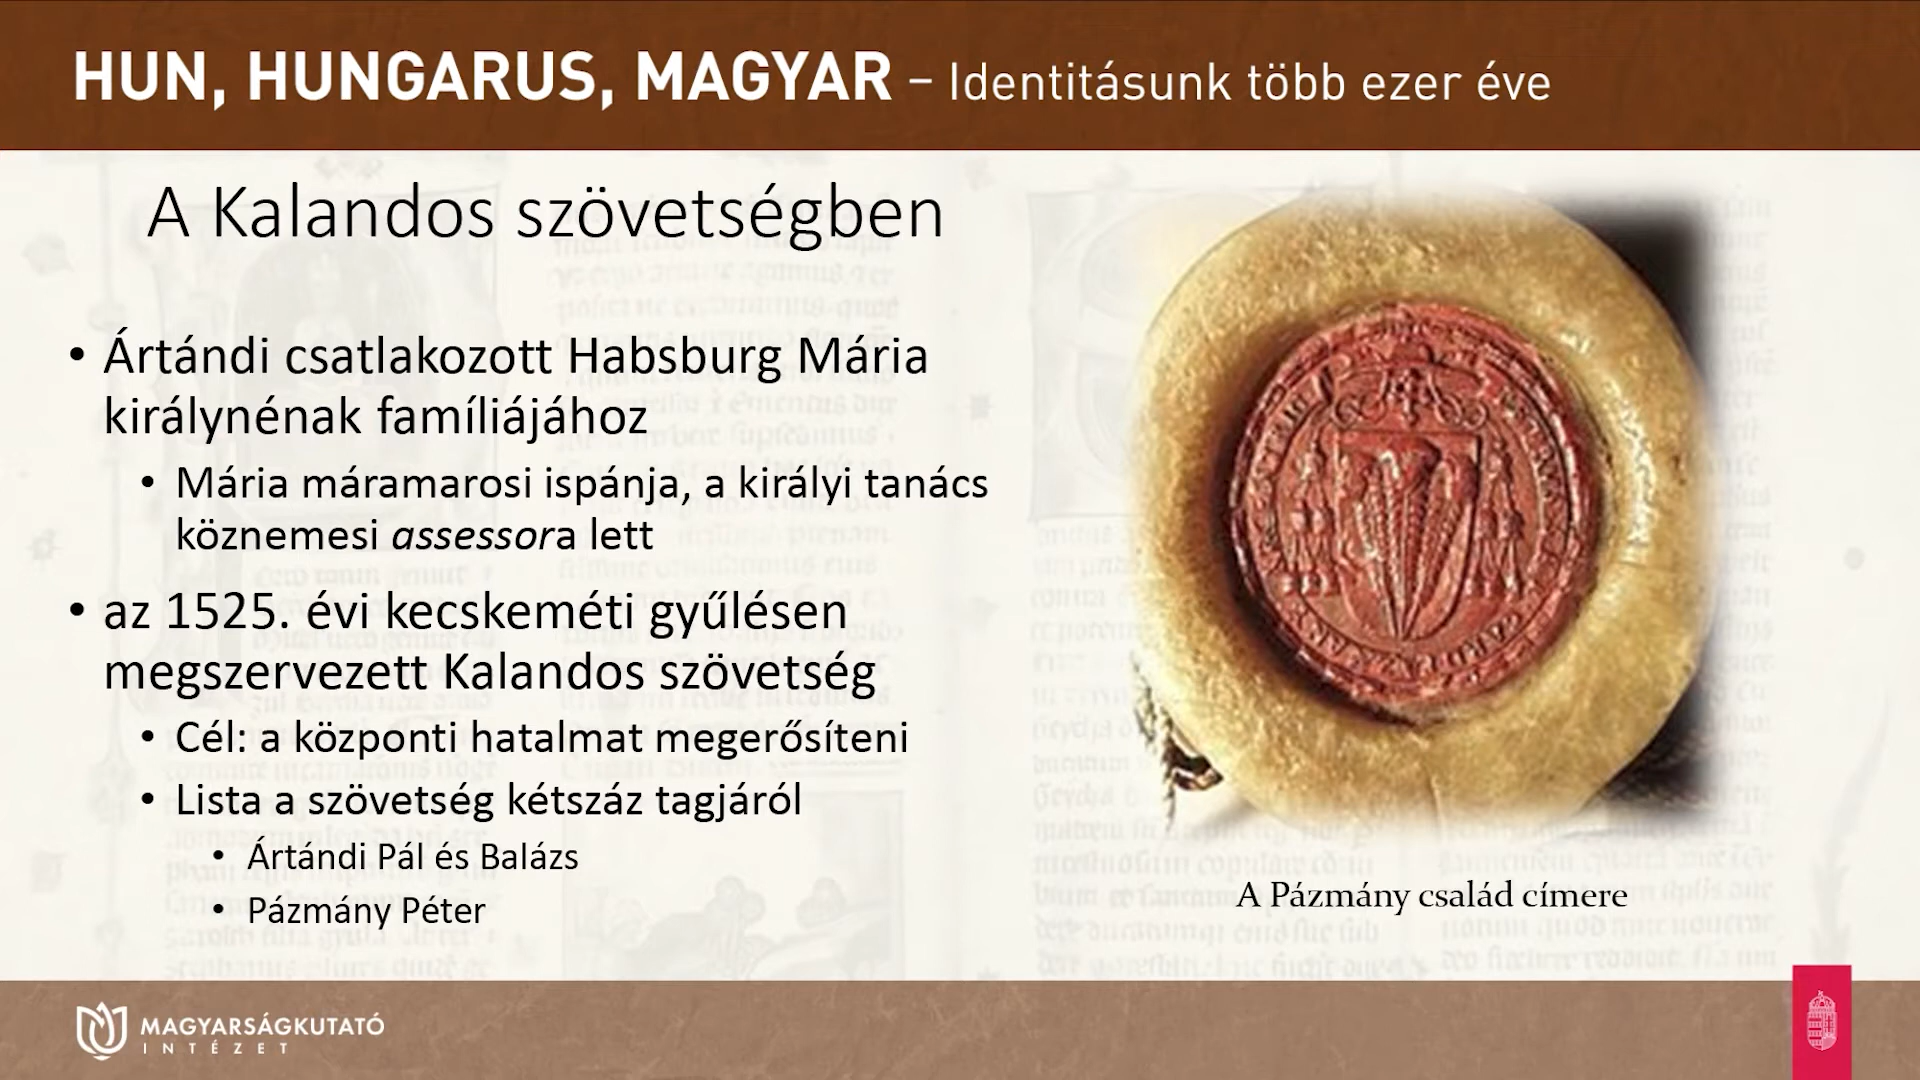 HUN, HUNGARUS, MAGYAR – Identitásunk több ezer éve
A Kalandos szövetségben
• Ártándi csatlakozott Habsburg Mária
királynénak famíliájához
• Mária máramarosi ispánja, a királyi tanács
köznemesi assessora lett
• az 1525. évi kecskeméti gyűlésen
megszervezett Kalandos szövetség
• Cél: a központi hatalmat megerősíteni
• Lista a szövetség kétszáz tagjáról
• Ártándi Pál és Balázs
• Pázmány Péter
A Pázmány család címere
MAGYARSÁGKUTATÓ
INTÉZET